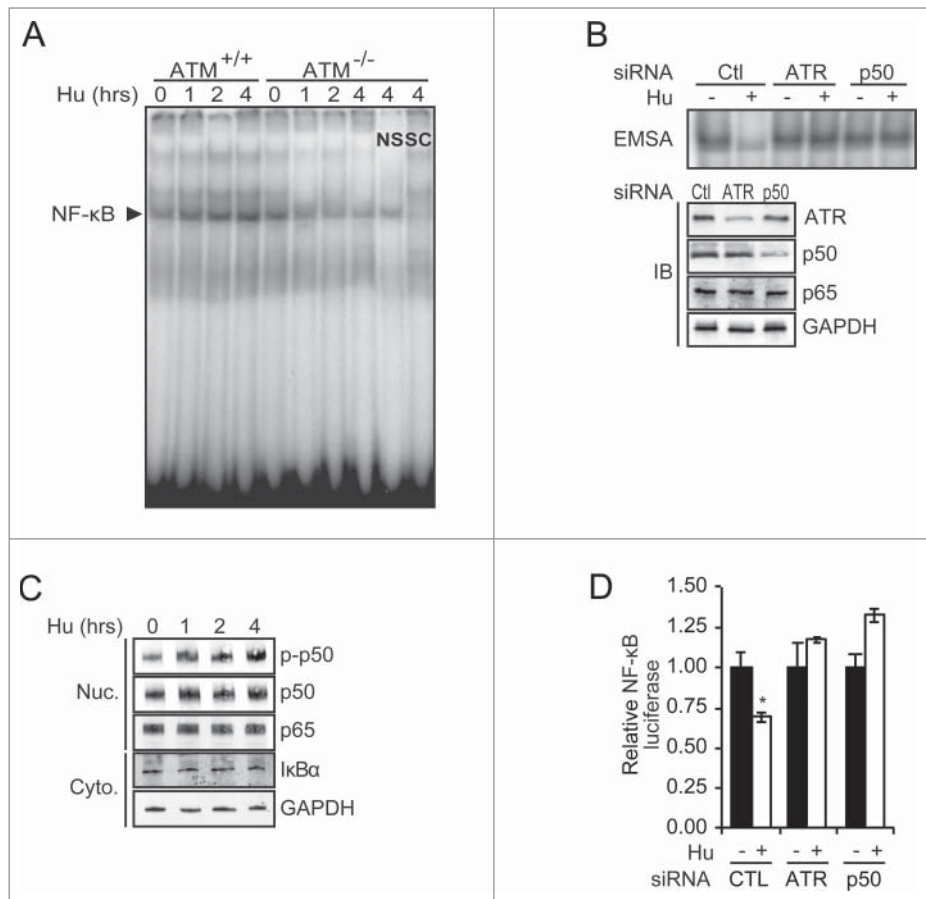 A
ATM+/+ ATM-/-
Hu (hrs) 0 1 2 4 0 1 2 4 4 4
NS SC
NF-κB
B
siRNA Ctl ATR p50
Hu - + - + - +
EMSA
siRNA Ctl ATR p50
IB
ATR
p50
p65
GAPDH
C
Hu (hrs) 0 1 2 4
Nuc.
p-p50
p50
p65
Cyto.
IκBα
GAPDH
D
Relative NF-κB
luciferase
1.50
1.25
1.00
0.75
0.50
0.25
0.00
*
Hu - + - + - +
siRNA CTL ATR p50